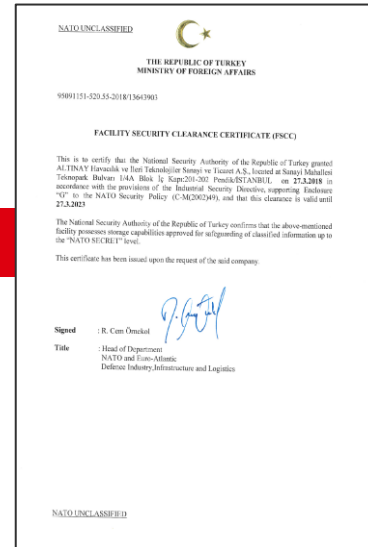 NATO UNCLASSIFIED
THE REPUBLIC OF TURKEY
MINISTRY OF FOREIGN AFFAIRS
95091151-520.55-2018/13643903
FACILITY SECURITY CLEARANCE CERTIFICATE (FSCC)
This is to certify that the National Security Authority of the Republic of Turkey granted
ALTINAY Havacılık ve İleri Teknolojiler Sanayi ve Ticaret A.Ş., located at Sanayi Mahallesi
Teknopark Bulvarı 1/4A Blok İç Kapı:201-202 Pendik/İSTANBUL on 27.3.2018 in
accordance with the provisions of the Industrial Security Directive, supporting Enclosure
"G" to the NATO Security Policy (C-M(2002)49), and that this clearance is valid until
27.3.2023
The National Security Authority of the Republic of Turkey confirms that the above-mentioned
facility possesses storage capabilities approved for safeguarding of classified information up to
the "NATO SECRET" level.
This certificate has been issued upon the request of the said company.
Signed : R. Cem Örnekol
Title : Head of Department
NATO and Euro-Atlantic
Defence Industry,Infrastructure and Logistics
NATO UNCLASSIFIED